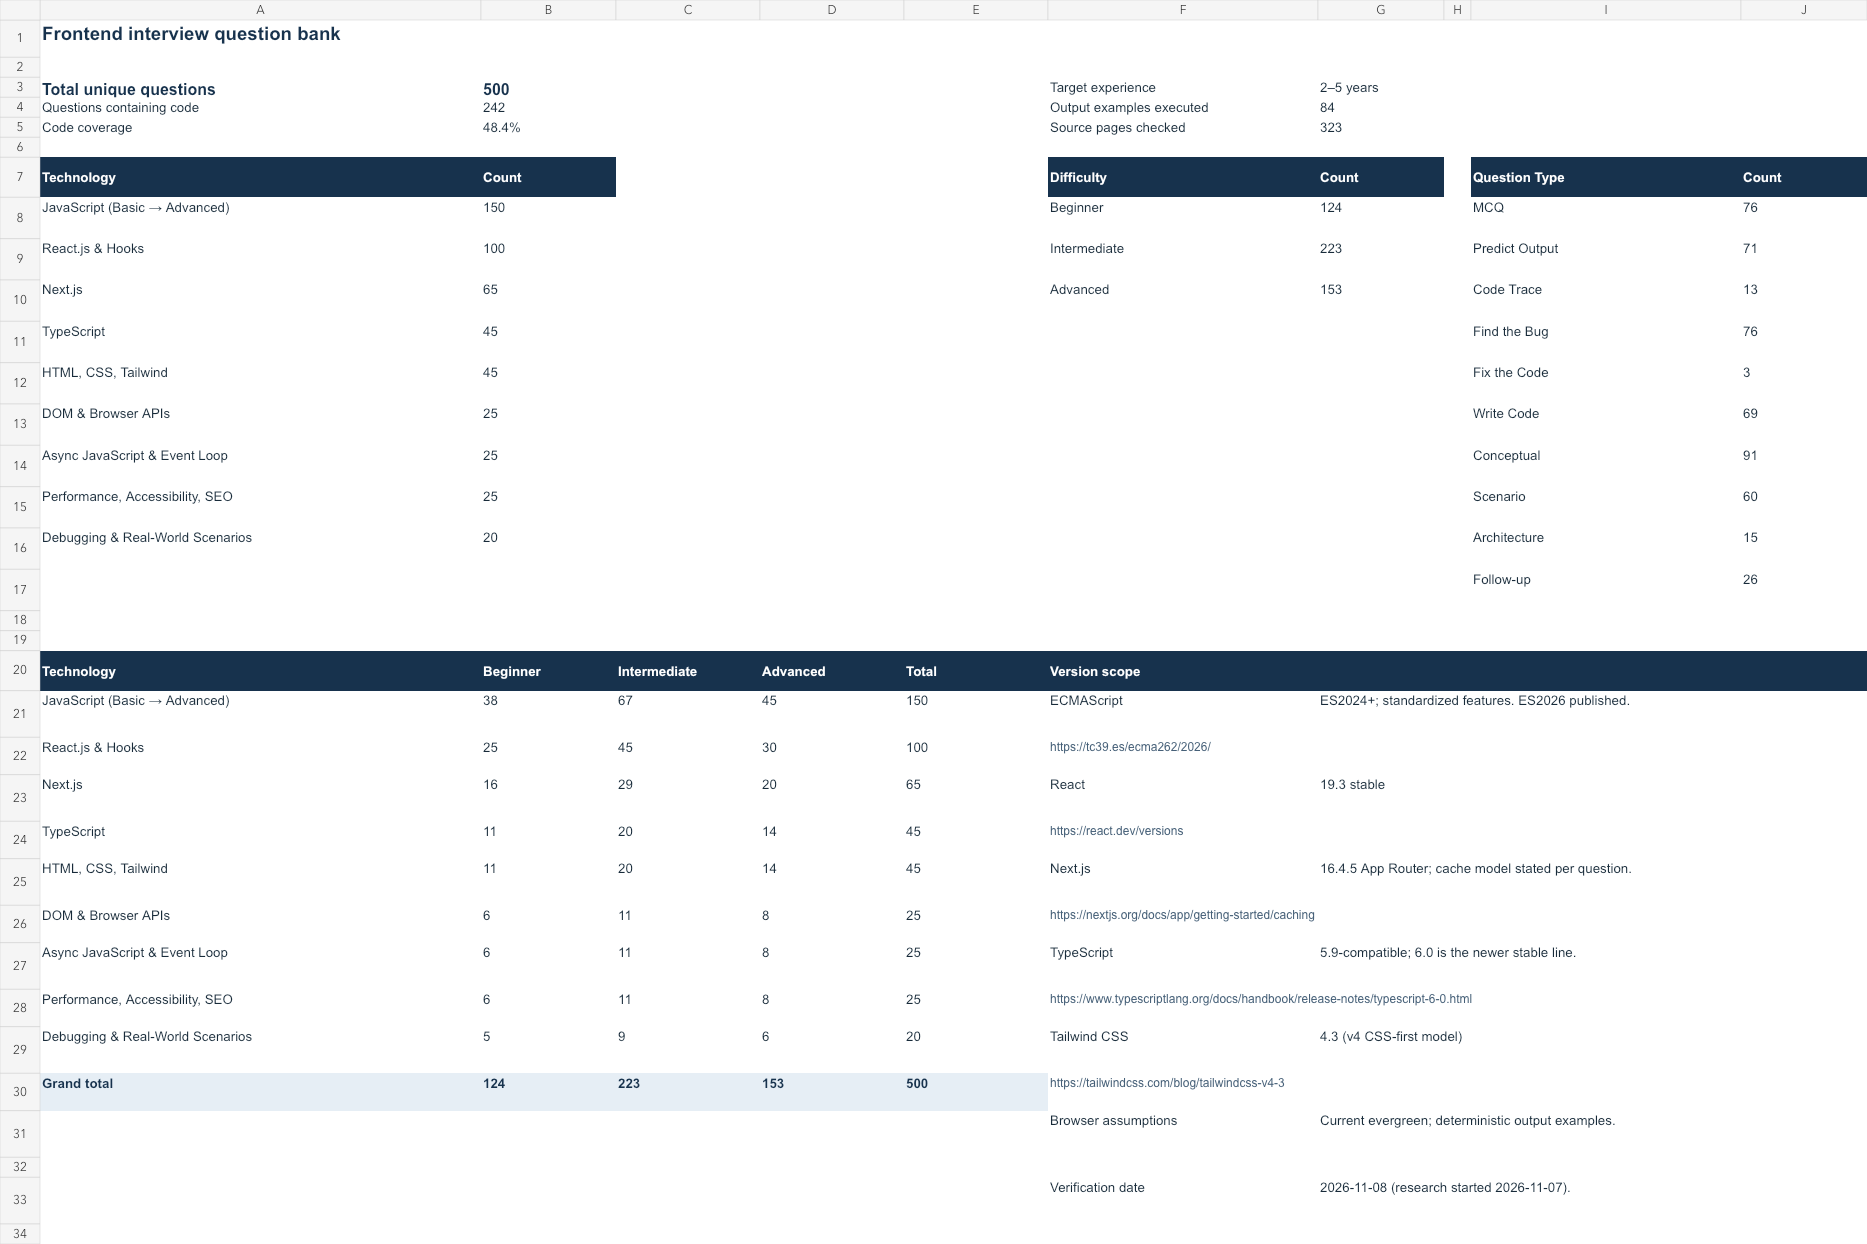 A B C D E F G H I J
1 Frontend interview question bank
2
3 Total unique questions 500 Target experience 2–5 years
4 Questions containing code 242 Output examples executed 84
5 Code coverage 48.4% Source pages checked 323
6
7 Technology Count Difficulty Count Question Type Count
8 JavaScript (Basic → Advanced) 150 Beginner 124 MCQ 76
9 React.js & Hooks 100 Intermediate 223 Predict Output 71
10 Next.js 65 Advanced 153 Code Trace 13
11 TypeScript 45 Find the Bug 76
12 HTML, CSS, Tailwind 45 Fix the Code 3
13 DOM & Browser APIs 25 Write Code 69
14 Async JavaScript & Event Loop 25 Conceptual 91
15 Performance, Accessibility, SEO 25 Scenario 60
16 Debugging & Real-World Scenarios 20 Architecture 15
17 Follow-up 26
18
19
20 Technology Beginner Intermediate Advanced Total Version scope
21 JavaScript (Basic → Advanced) 38 67 45 150 ECMAScript ES2024+; standardized features. ES2026 published.
22 React.js & Hooks 25 45 30 100 https://tc39.es/ecma262/2026/
23 Next.js 16 29 20 65 React 19.3 stable
24 TypeScript 11 20 14 45 https://react.dev/versions
25 HTML, CSS, Tailwind 11 20 14 45 Next.js 16.4.5 App Router; cache model stated per question.
26 DOM & Browser APIs 6 11 8 25 https://nextjs.org/docs/app/getting-started/caching
27 Async JavaScript & Event Loop 6 11 8 25 TypeScript 5.9-compatible; 6.0 is the newer stable line.
28 Performance, Accessibility, SEO 6 11 8 25 https://www.typescriptlang.org/docs/handbook/release-notes/typescript-6-0.html
29 Debugging & Real-World Scenarios 5 9 6 20 Tailwind CSS 4.3 (v4 CSS-first model)
30 Grand total 124 223 153 500 https://tailwindcss.com/blog/tailwindcss-v4-3
31 Browser assumptions Current evergreen; deterministic output examples.
32
33 Verification date 2026-11-08 (research started 2026-11-07).
34